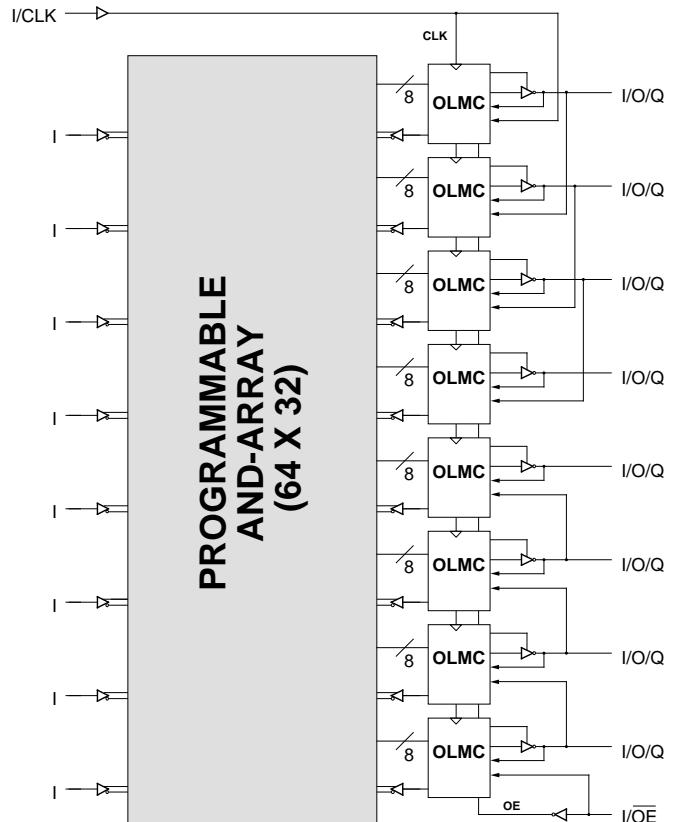 I/CLK
CLK
8
OLMC
I/O/Q
I
8
OLMC
I/O/Q
I
8
OLMC
I/O/Q
I
8
OLMC
I/O/Q
I
8
OLMC
I/O/Q
I
8
OLMC
I/O/Q
I
8
OLMC
I/O/Q
I
8
OLMC
I/O/Q
I
PROGRAMMABLE
AND-ARRAY
(64 X 32)
OE
I/OE